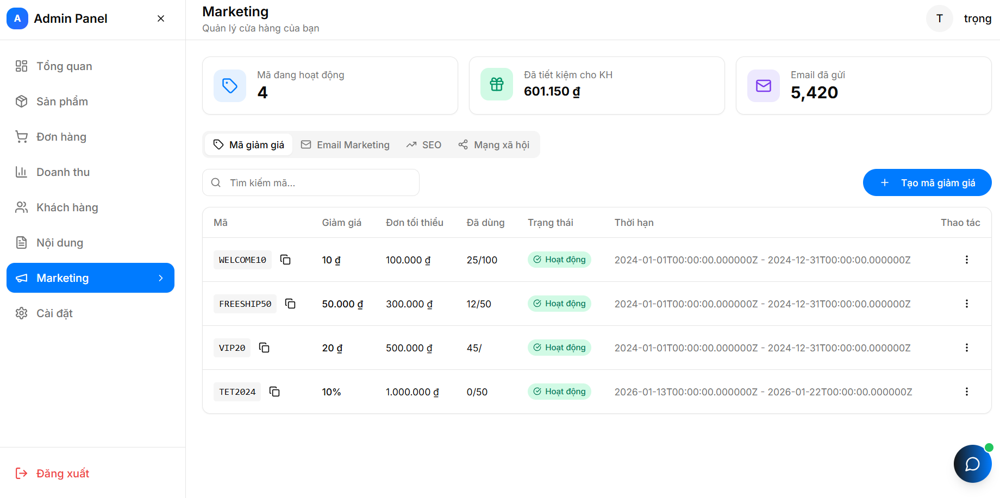 A Admin Panel
Marketing
Quản lý cửa hàng của bạn
T trọng
Tổng quan
Sản phẩm
Đơn hàng
Doanh thu
Khách hàng
Nội dung
Marketing
Cài đặt
Đăng xuất
Mã đang hoạt động
4
Đã tiết kiệm cho KH
601.150 ₫
Email đã gửi
5,420
Mã giảm giá Email Marketing SEO Mạng xã hội
Tìm kiếm mã...
Tạo mã giảm giá
Mã Giảm giá Đơn tối thiểu Đã dùng Trạng thái Thời hạn Thao tác
WELCOME10 10 ₫ 100.000 ₫ 25/100 Hoạt động 2024-01-01T00:00:00.000000Z - 2024-12-31T00:00:00.000000Z
FREESHIP50 50.000 ₫ 300.000 ₫ 12/50 Hoạt động 2024-01-01T00:00:00.000000Z - 2024-12-31T00:00:00.000000Z
VIP20 20 ₫ 500.000 ₫ 45/ Hoạt động 2024-01-01T00:00:00.000000Z - 2024-12-31T00:00:00.000000Z
TET2024 10% 1.000.000 ₫ 0/50 Hoạt động 2026-01-13T00:00:00.000000Z - 2026-01-22T00:00:00.000000Z